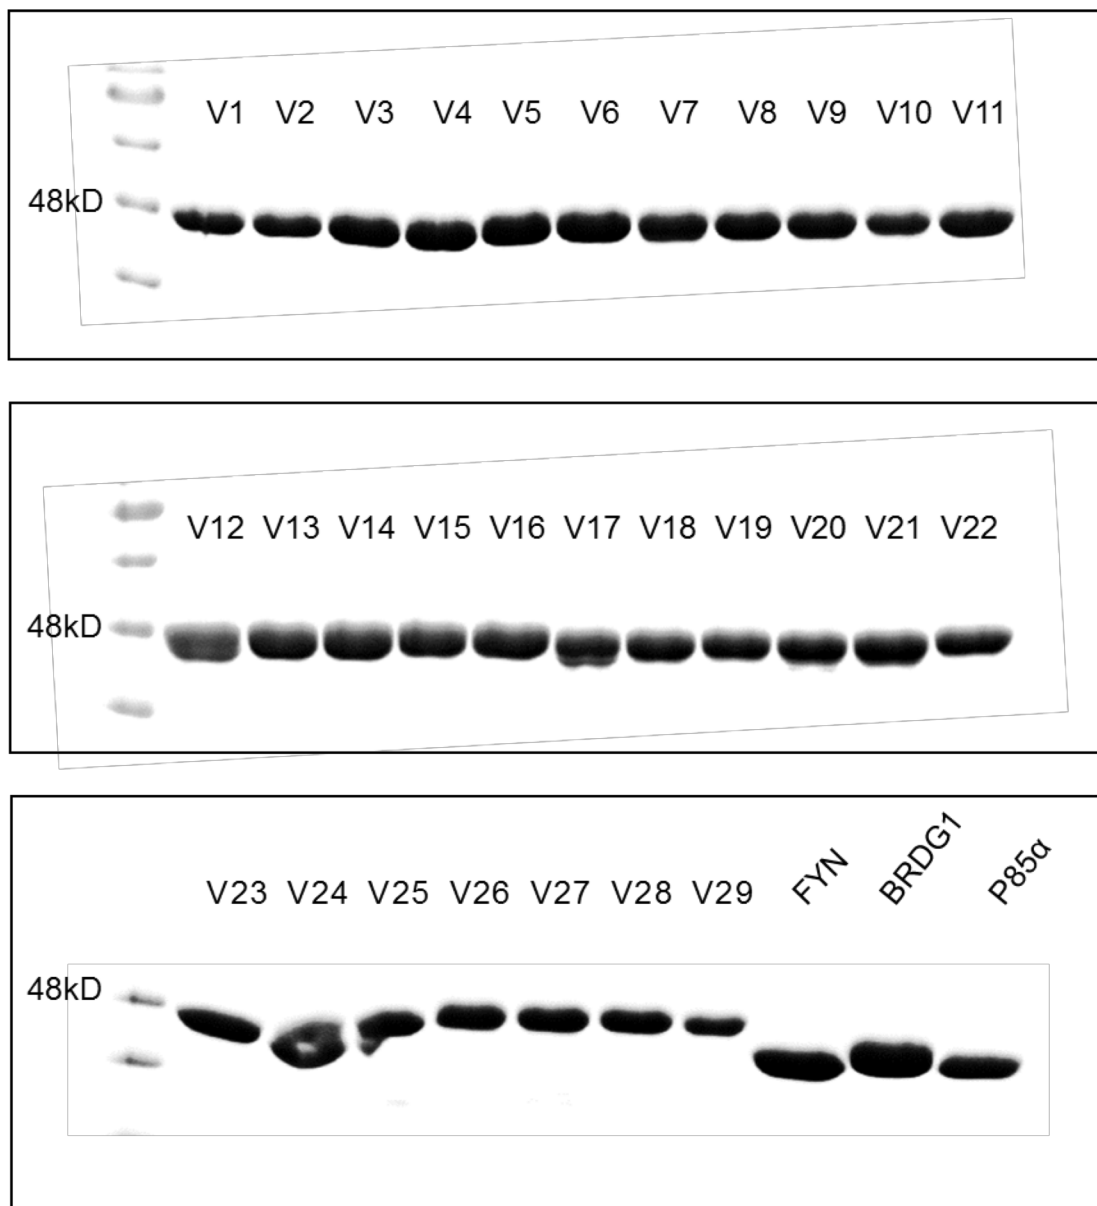 V1 V2 V3 V4 V5 V6 V7 V8 V9 V10 V11
48kD
V12 V13 V14 V15 V16 V17 V18 V19 V20 V21 V22
48kD
FYN BRDG1 P85α
V23 V24 V25 V26 V27 V28 V29
48kD